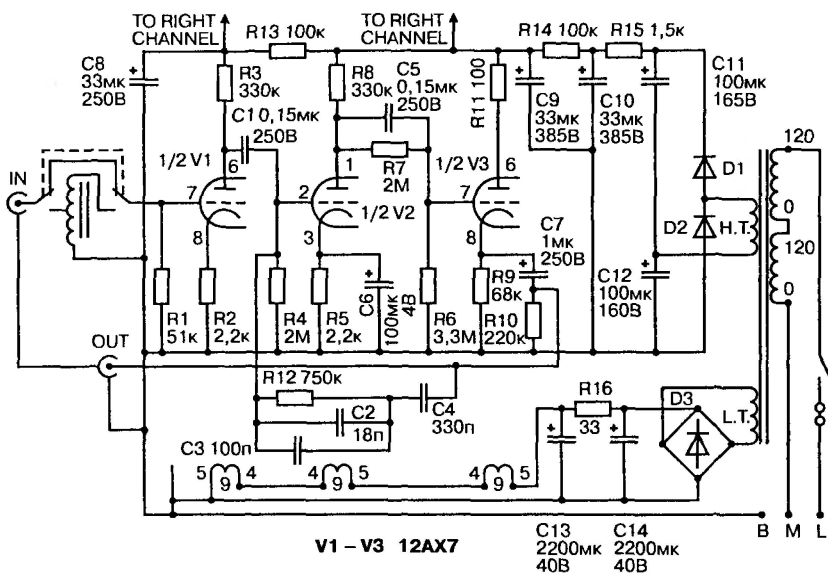 TO RIGHT
CHANNEL
R13 100к
TO RIGHT
CHANNEL
R14 100к
R15 1,5к
C8
33мк
250В
R3
330к
C1 0,15мк
250В
R8
330к
C5
0,15мк
250В
R11 100
C9
33мк
385В
C10
33мк
385В
C11
100мк
165В
IN
1/2 V1
6
7
8
1
2
1/2 V2
3
R7
2М
1/2 V3
6
7
8
C7
1мк
250В
D1
D2
H.T.
120
0
120
0
R1
51к
R2
2,2к
R4
2М
R5
2,2к
C6
100мк
4В
R6
3,3М
R9
68к
R10
220к
C12
100мк
160В
OUT
R12 750к
C2
18п
C4
330п
C3 100п
R16
33
D3
L.T.
5
4
9
4
5
9
4
5
9
V1 – V3 12AX7
C13
2200мк
40В
C14
2200мк
40В
B
M
L